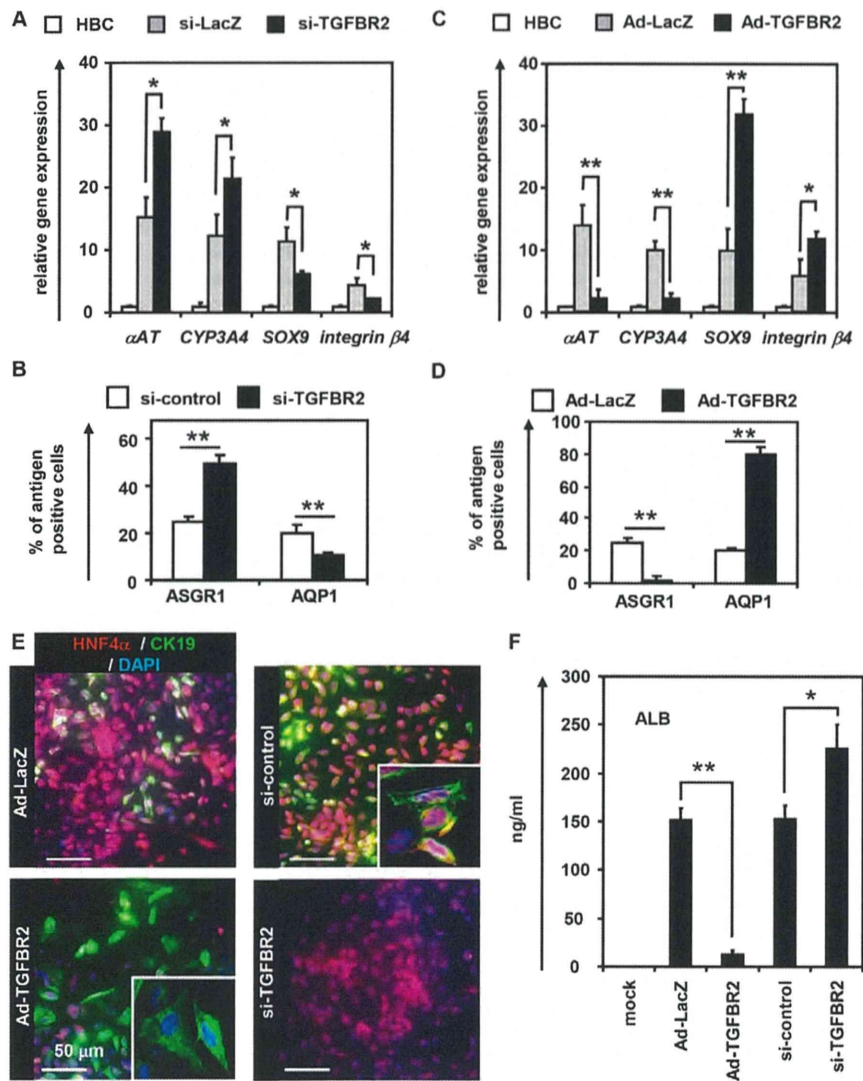 A
HBC si-LacZ si-TGFBR2
relative gene expression
40
30
20
10
0
* * * *
αAT CYP3A4 SOX9 integrin β4
C
HBC Ad-LacZ Ad-TGFBR2
relative gene expression
40
30
20
10
0
** ** ** *
αAT CYP3A4 SOX9 integrin β4
B
si-control si-TGFBR2
% of antigen
positive cells
60
40
20
0
** **
ASGR1 AQP1
D
Ad-LacZ Ad-TGFBR2
% of antigen
positive cells
100
80
60
40
20
0
** **
ASGR1 AQP1
E
HNF4α / CK19
/ DAPI
Ad-LacZ
si-control
Ad-TGFBR2
50 μm
si-TGFBR2
F
ALB
ng/ml
300
250
200
150
100
50
0
** *
mock
Ad-LacZ
Ad-TGFBR2
si-control
si-TGFBR2